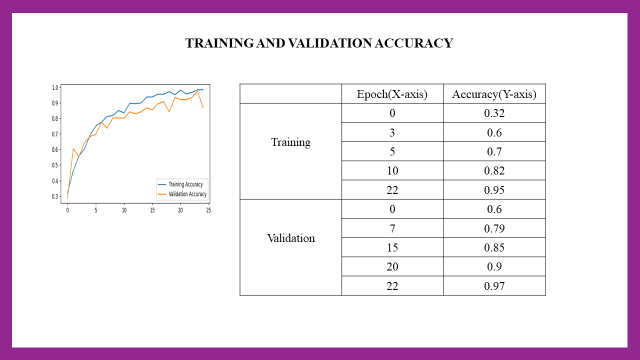 TRAINING AND VALIDATION ACCURACY
1.0
0.9
0.8
0.7
0.6
0.5
0.4
0.3
0 5 10 15 20 25
Training Accuracy
Validation Accuracy
Epoch(X-axis) Accuracy(Y-axis)
Training
0 0.32
3 0.6
5 0.7
10 0.82
22 0.95
Validation
0 0.6
7 0.79
15 0.85
20 0.9
22 0.97